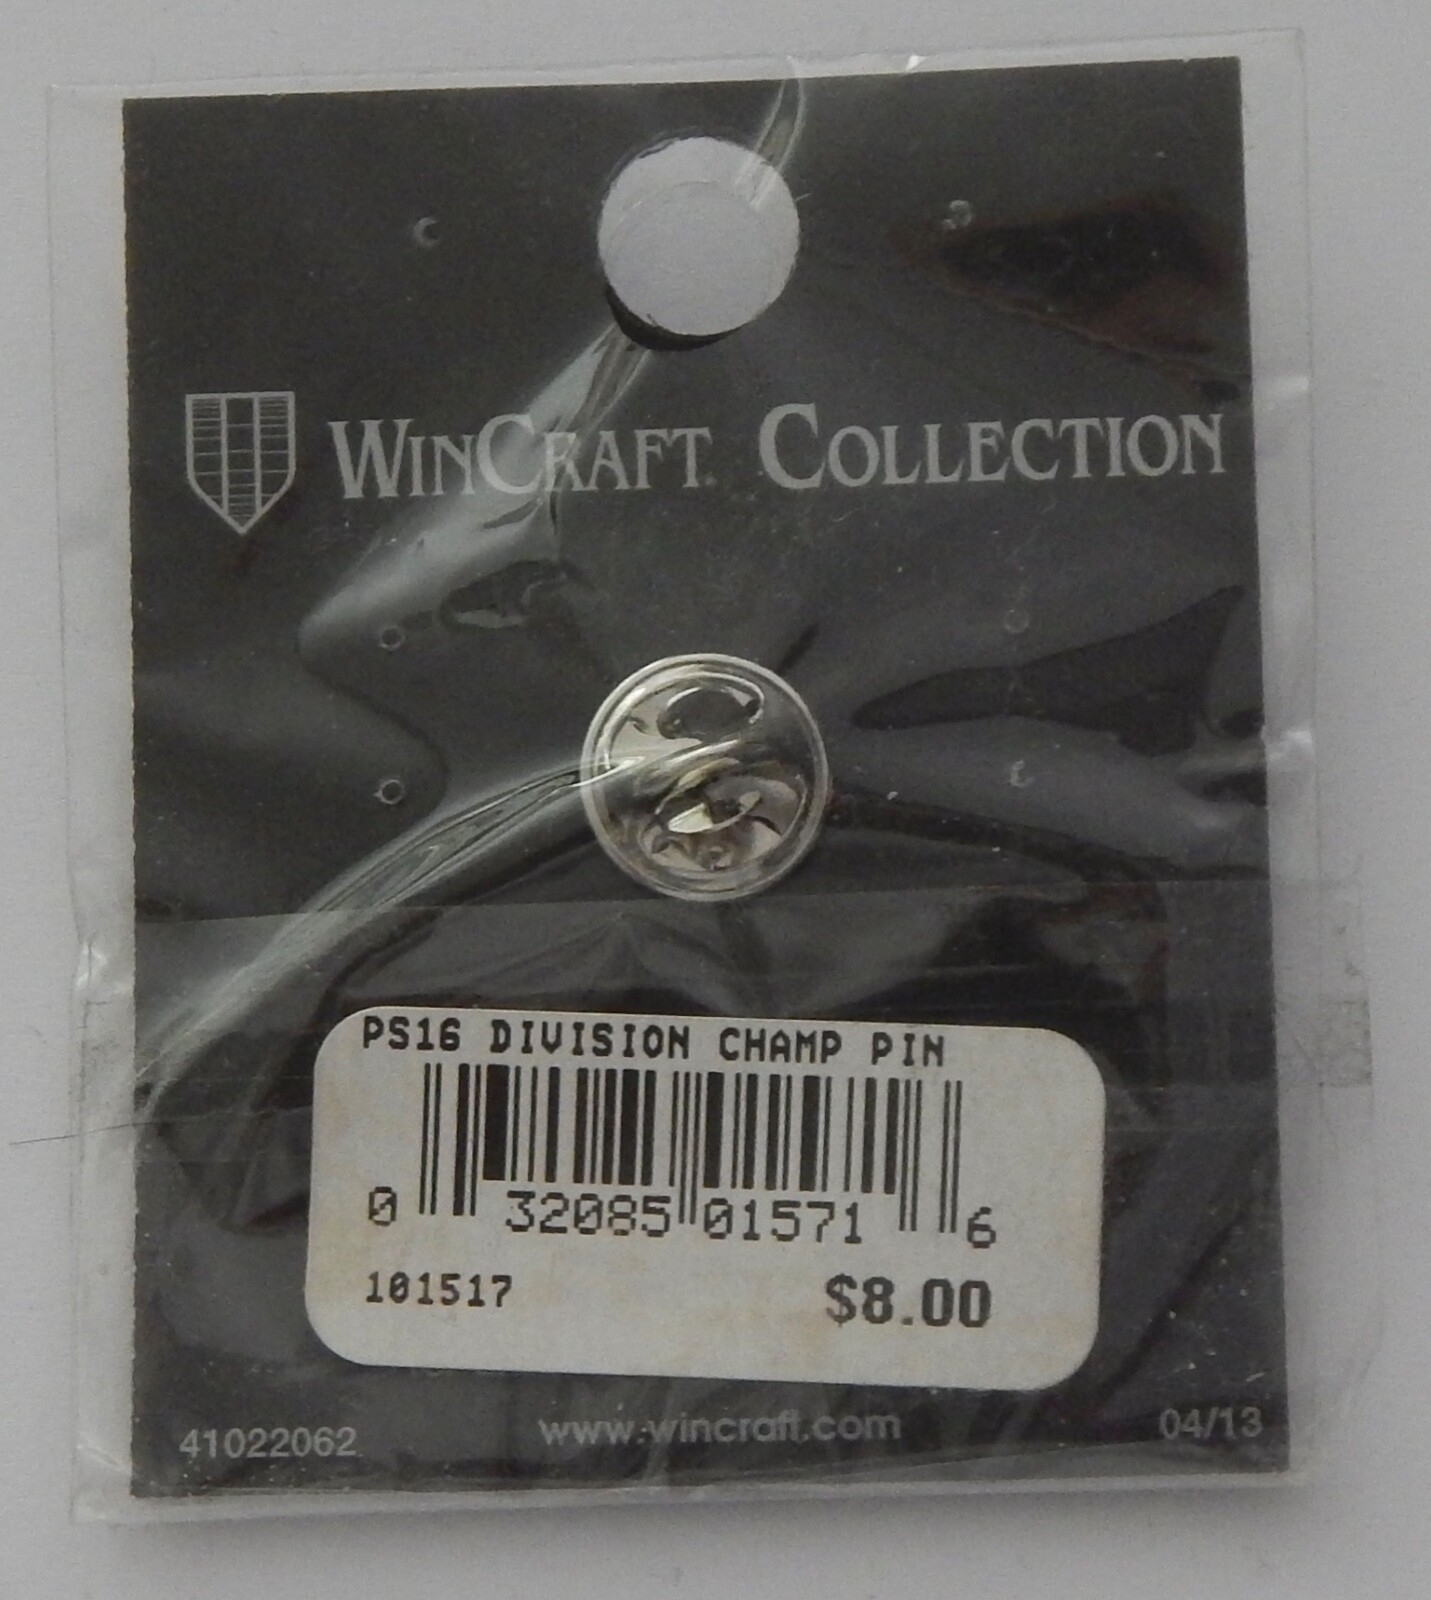 WINCRAFT COLLECTION
PS16 DIVISION CHAMP PIN
0 32085 01571 6
101517 $8.00
41022062 www.wincraft.com 04/13